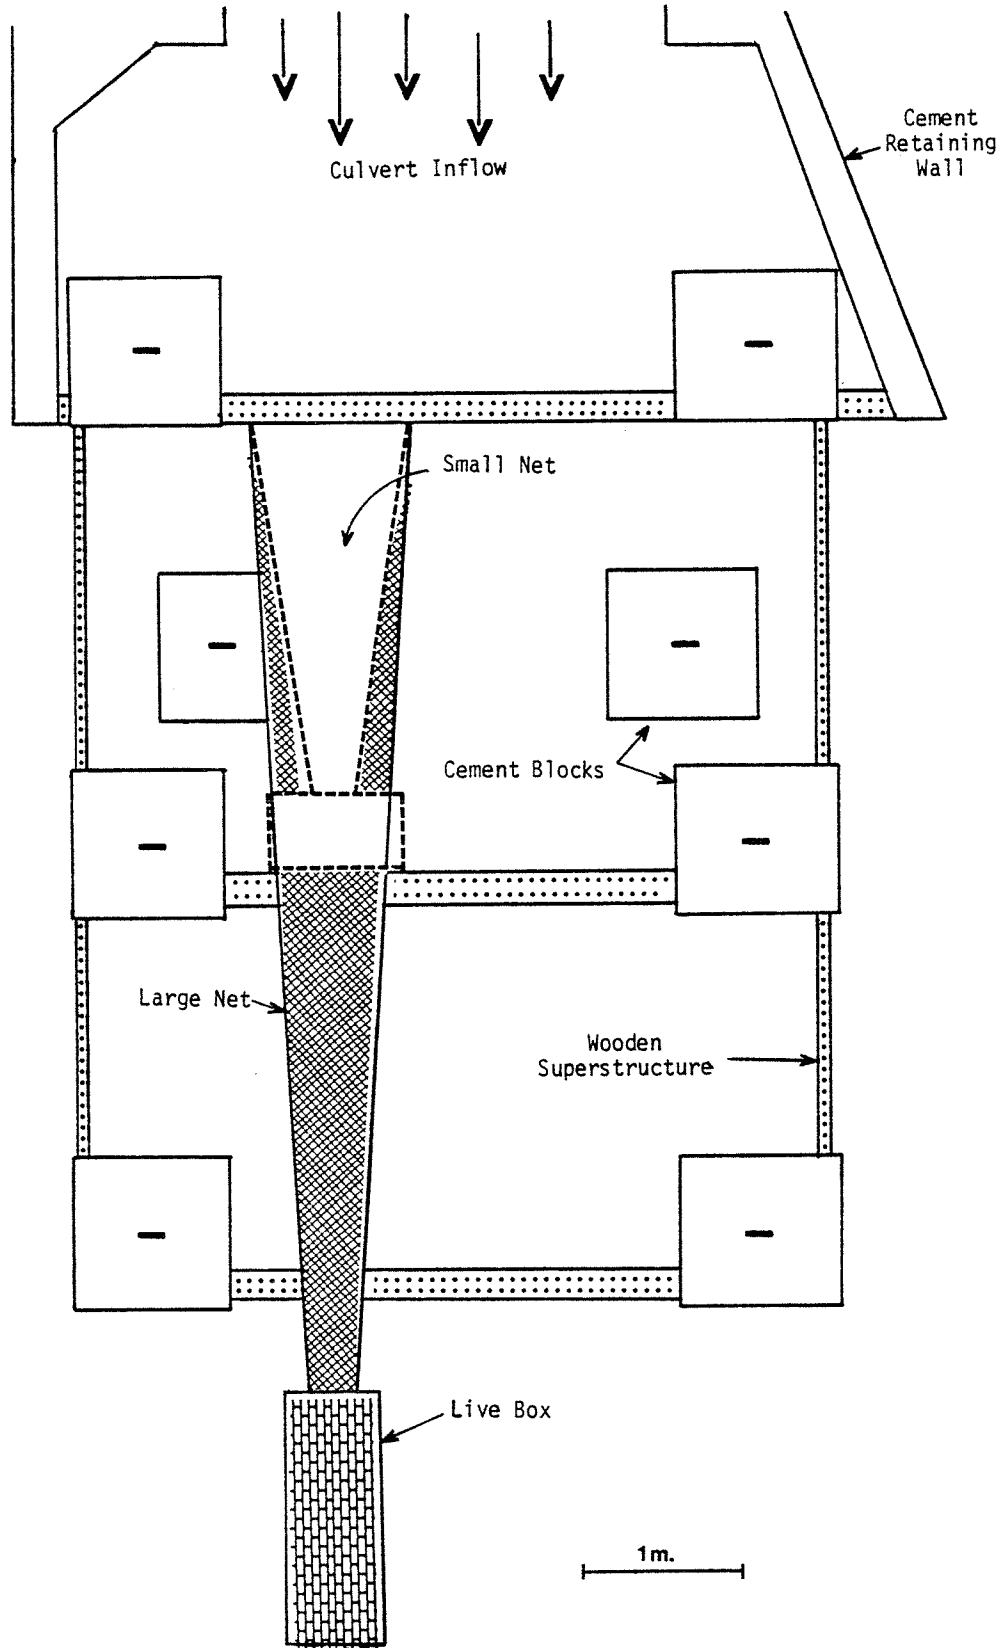 Culvert Inflow
Cement
Retaining
Wall
Small Net
Cement Blocks
Large Net
Wooden
Superstructure
Live Box
1m.